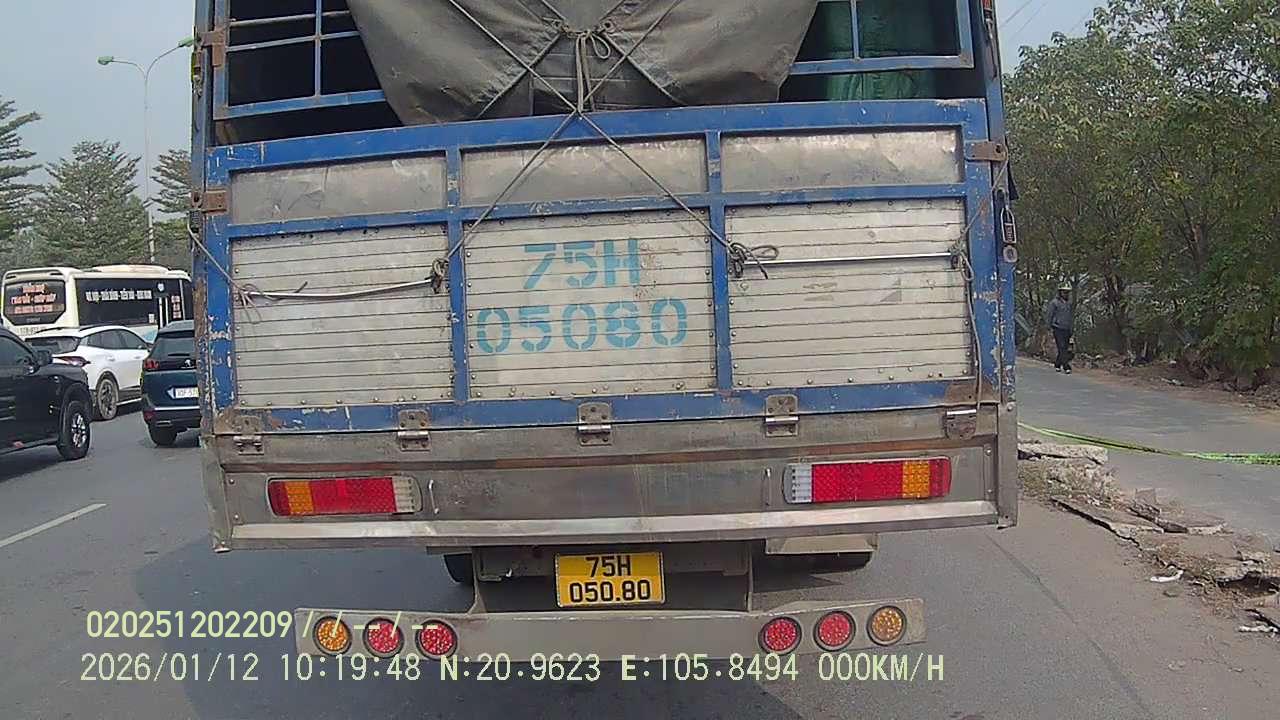 75H
05080
75H
050.80
020251202209 / / -- / --
2026/01/12 10:19:48 N:20.9623 E:105.8494 000KM/H